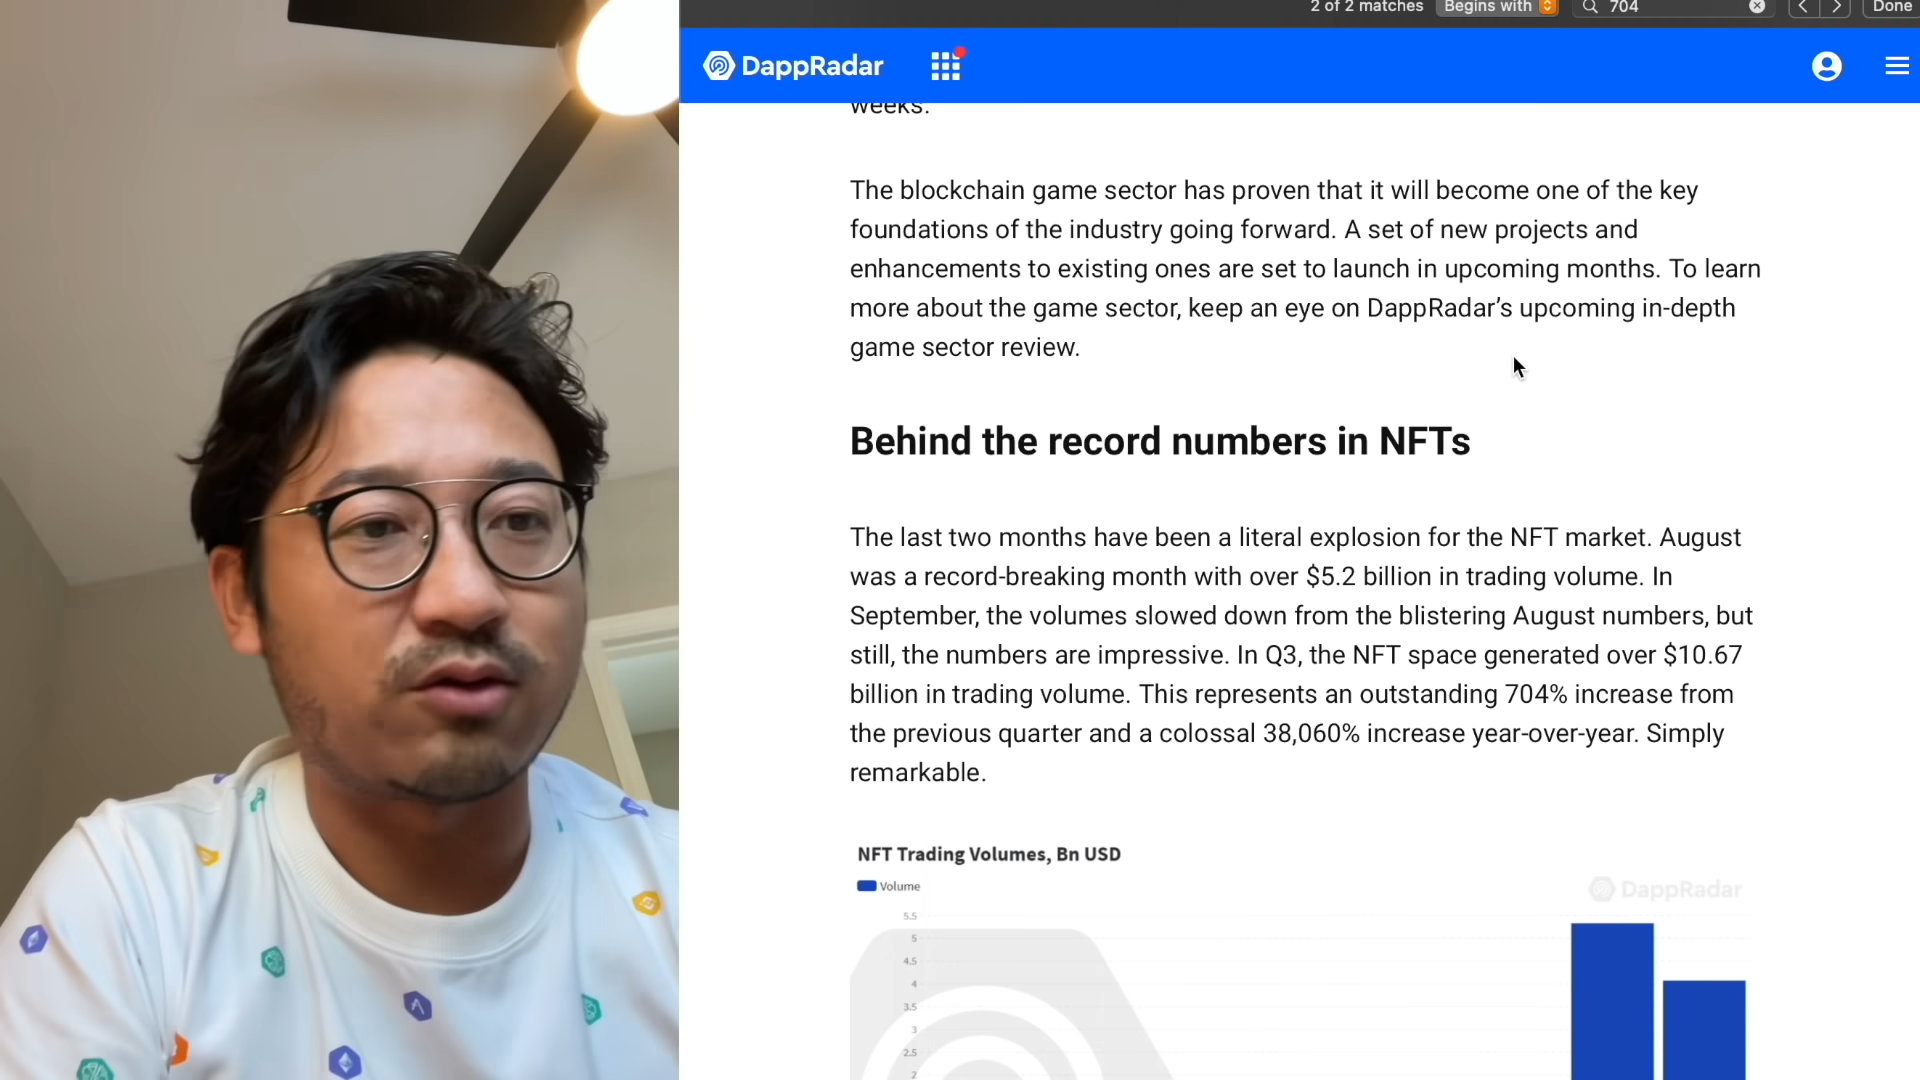 2 of 2 matches
Begins with
704
Done
DappRadar
weeks.
The blockchain game sector has proven that it will become one of the key
foundations of the industry going forward. A set of new projects and
enhancements to existing ones are set to launch in upcoming months. To learn
more about the game sector, keep an eye on DappRadar’s upcoming in-depth
game sector review.
Behind the record numbers in NFTs
The last two months have been a literal explosion for the NFT market. August
was a record-breaking month with over $5.2 billion in trading volume. In
September, the volumes slowed down from the blistering August numbers, but
still, the numbers are impressive. In Q3, the NFT space generated over $10.67
billion in trading volume. This represents an outstanding 704% increase from
the previous quarter and a colossal 38,060% increase year-over-year. Simply
remarkable.
NFT Trading Volumes, Bn USD
Volume
DappRadar
5.5
5
4.5
4
3.5
3
2.5
2